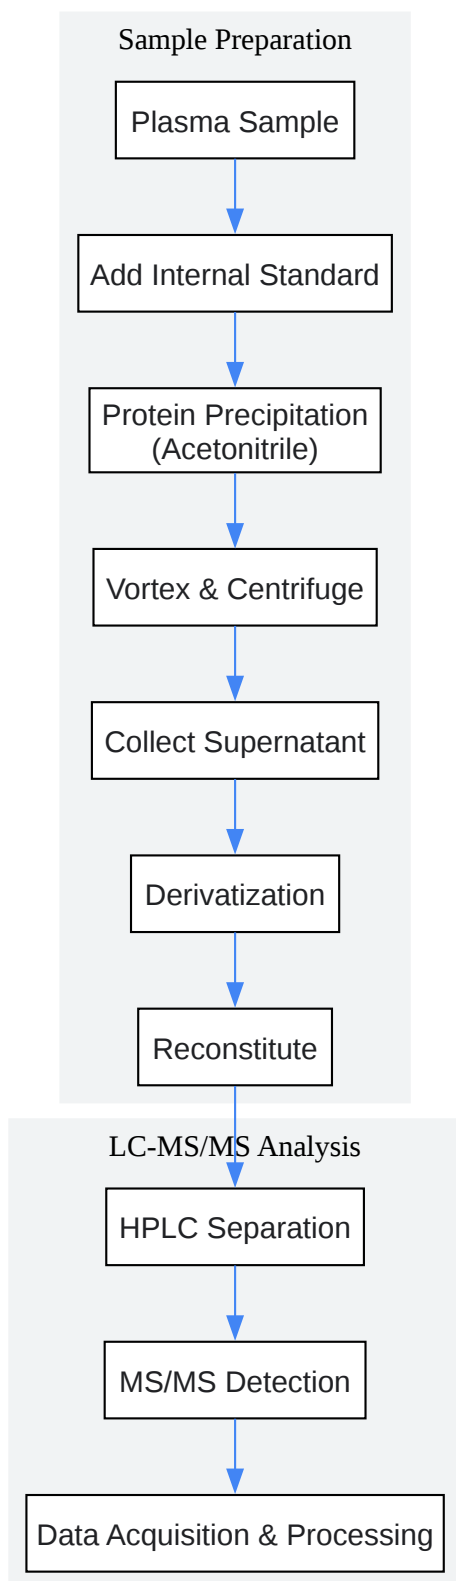 Sample Preparation
Plasma Sample
Add Internal Standard
Protein Precipitation
(Acetonitrile)
Vortex & Centrifuge
Collect Supernatant
Derivatization
Reconstitute
LC-MS/MS Analysis
HPLC Separation
MS/MS Detection
Data Acquisition & Processing